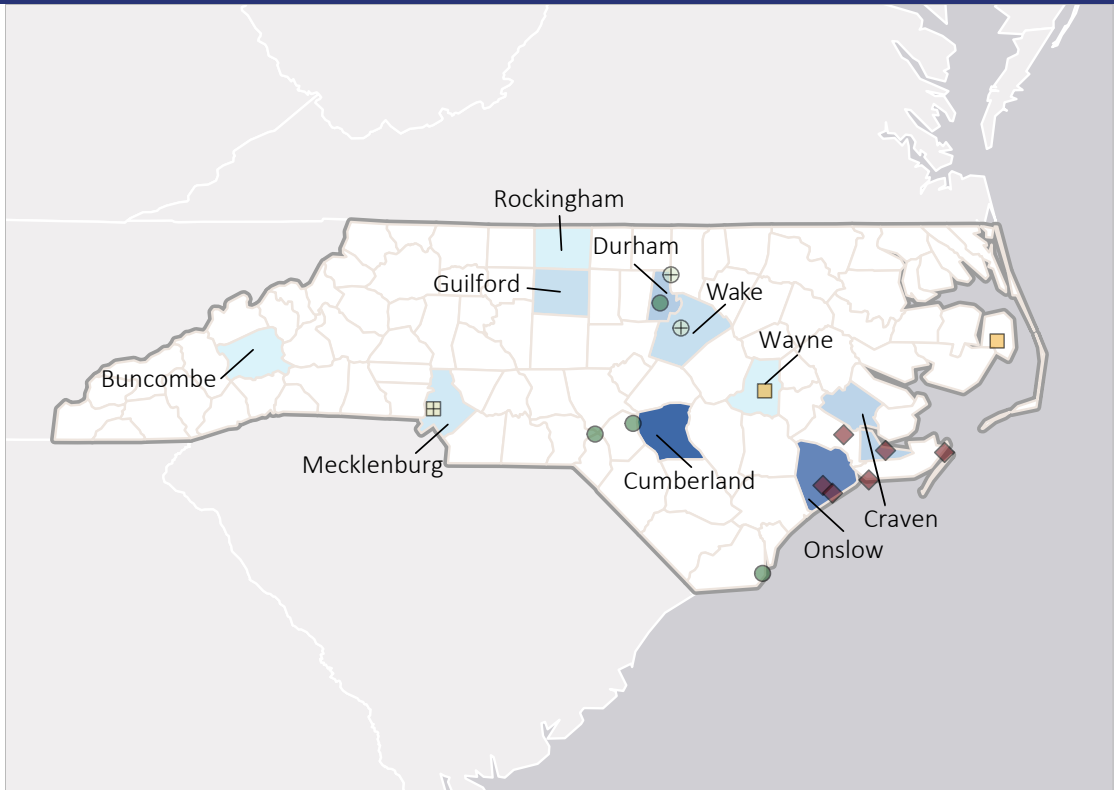 Rockingham
Durham
Guilford
Wake
Wayne
Buncombe
Mecklenburg
Cumberland
Craven
Onslow